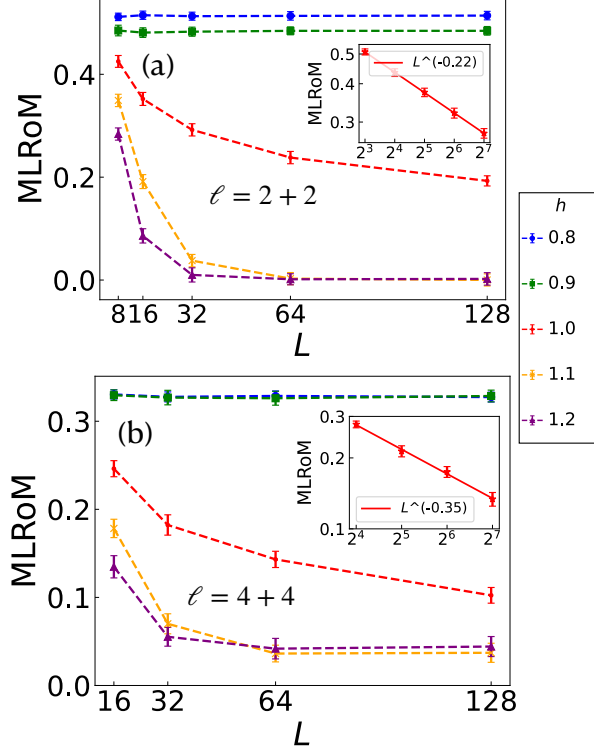 (a)
MLRoM
0.4
0.2
0.0
ℓ = 2 + 2
8 16 32 64 128
L
MLRoM
0.5
0.3
L^(-0.22)
2^3 2^4 2^5 2^6 2^7
h
0.8
0.9
1.0
1.1
1.2
(b)
MLRoM
0.3
0.2
0.1
0.0
ℓ = 4 + 4
16 32 64 128
L
MLRoM
0.3
0.2
0.1
L^(-0.35)
2^4 2^5 2^6 2^7